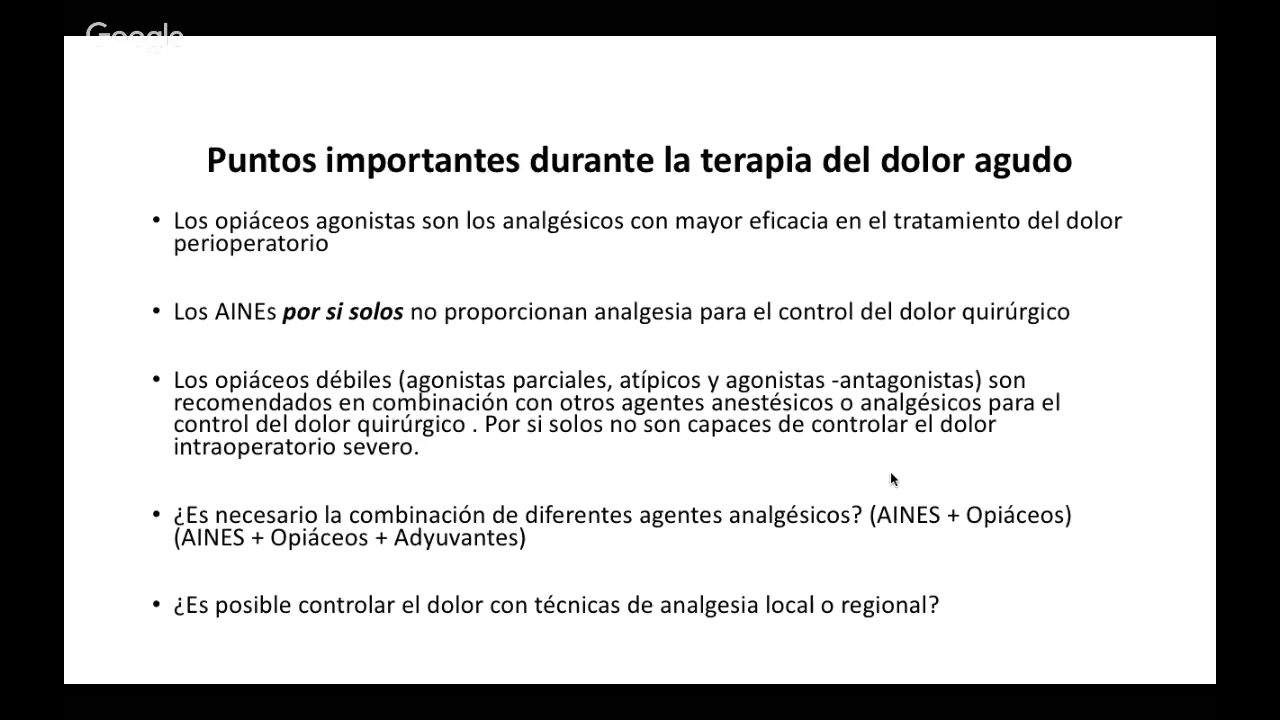 Google
Puntos importantes durante la terapia del dolor agudo
• Los opiáceos agonistas son los analgésicos con mayor eficacia en el tratamiento del dolor
perioperatorio
• Los AINEs por si solos no proporcionan analgesia para el control del dolor quirúrgico
• Los opiáceos débiles (agonistas parciales, atípicos y agonistas -antagonistas) son
recomendados en combinación con otros agentes anestésicos o analgésicos para el
control del dolor quirúrgico . Por si solos no son capaces de controlar el dolor
intraoperatorio severo.
• ¿Es necesario la combinación de diferentes agentes analgésicos? (AINES + Opiáceos)
(AINES + Opiáceos + Adyuvantes)
• ¿Es posible controlar el dolor con técnicas de analgesia local o regional?